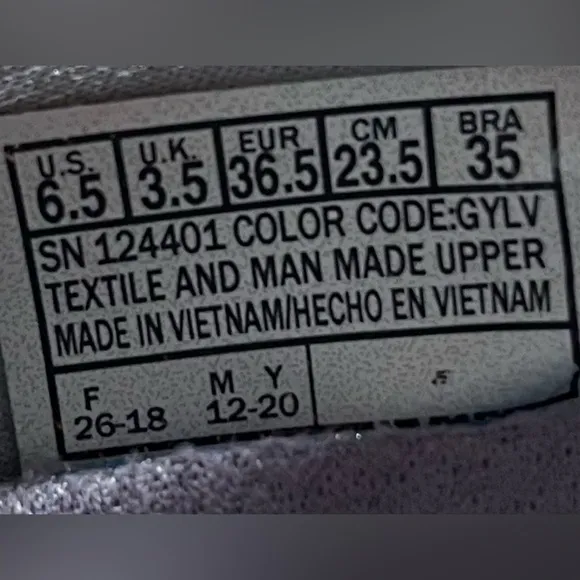 U.S. U.K. EUR CM BRA
6.5 3.5 36.5 23.5 35
SN 124401 COLOR CODE:GYLV
TEXTILE AND MAN MADE UPPER
MADE IN VIETNAM/HECHO EN VIETNAM
F M Y
26-18 12-20